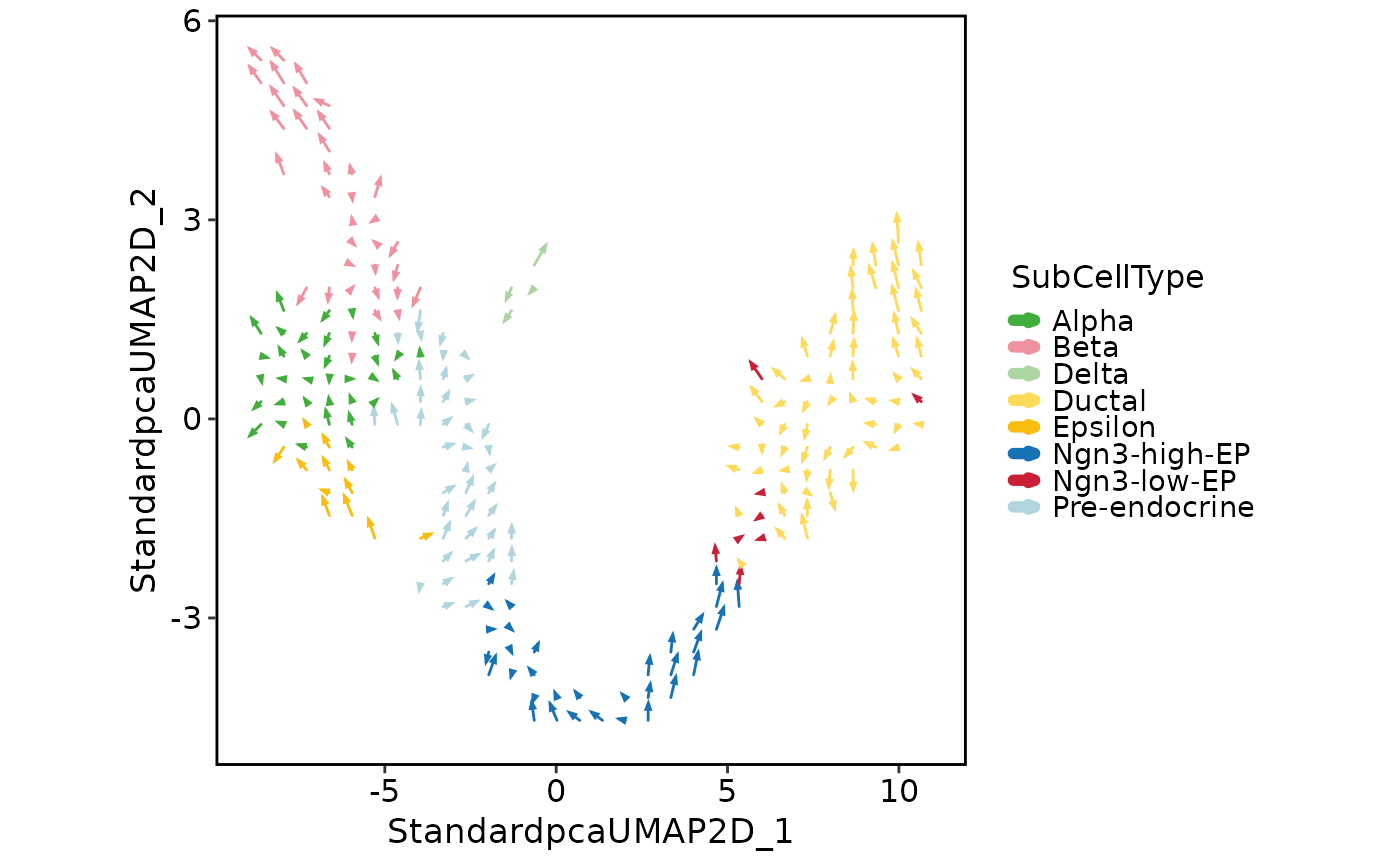 StandardpcaUMAP2D_2
6
3
0
-3
-5
0
5
10
StandardpcaUMAP2D_1
SubCellType
Alpha
Beta
Delta
Ductal
Epsilon
Ngn3-high-EP
Ngn3-low-EP
Pre-endocrine